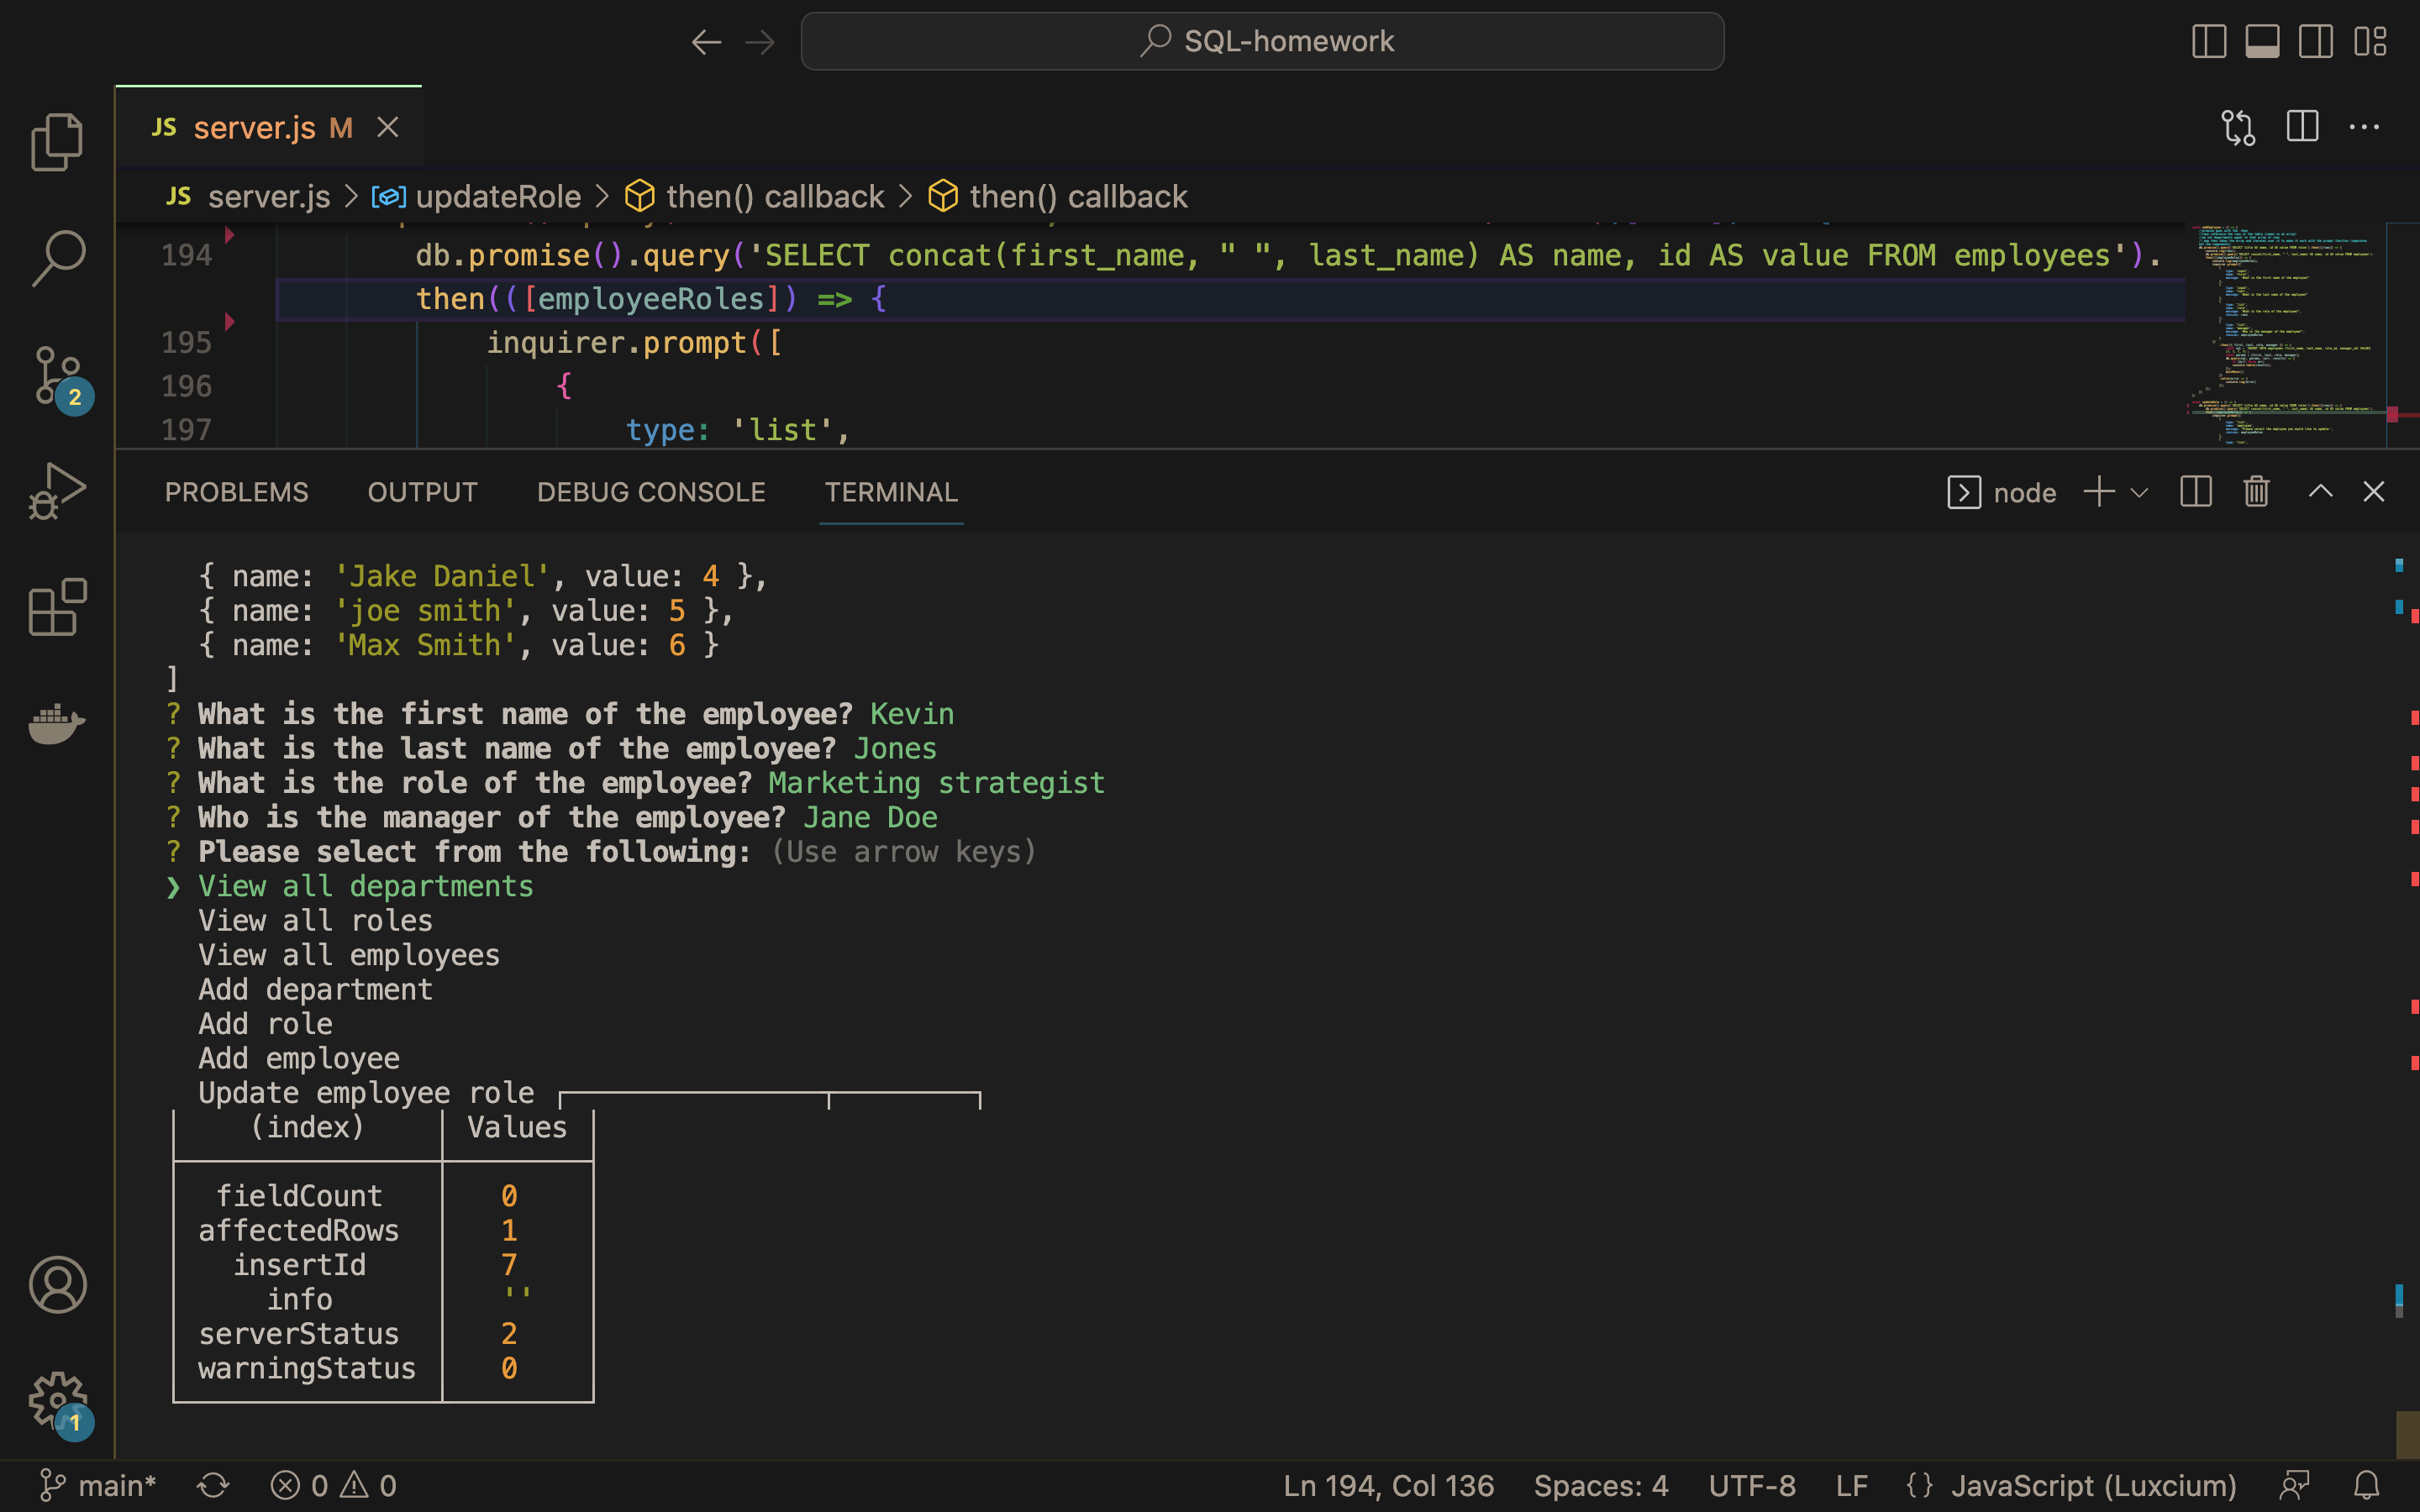 SQL-homework
JS server.js M
JS server.js > updateRole > then() callback > then() callback
194 db.promise().query('SELECT concat(first_name, " ", last_name) AS name, id AS value FROM employees').
then(([employeeRoles]) => {
195 inquirer.prompt([
196 {
197 type: 'list',
PROBLEMS OUTPUT DEBUG CONSOLE TERMINAL node
{ name: 'Jake Daniel', value: 4 },
{ name: 'joe smith', value: 5 },
{ name: 'Max Smith', value: 6 }
]
? What is the first name of the employee? Kevin
? What is the last name of the employee? Jones
? What is the role of the employee? Marketing strategist
? Who is the manager of the employee? Jane Doe
? Please select from the following: (Use arrow keys)
❯ View all departments
View all roles
View all employees
Add department
Add role
Add employee
Update employee role
(index) Values
fieldCount 0
affectedRows 1
insertId 7
info ''
serverStatus 2
warningStatus 0
2
1
main* 0 0 Ln 194, Col 136 Spaces: 4 UTF-8 LF {} JavaScript (Luxcium)